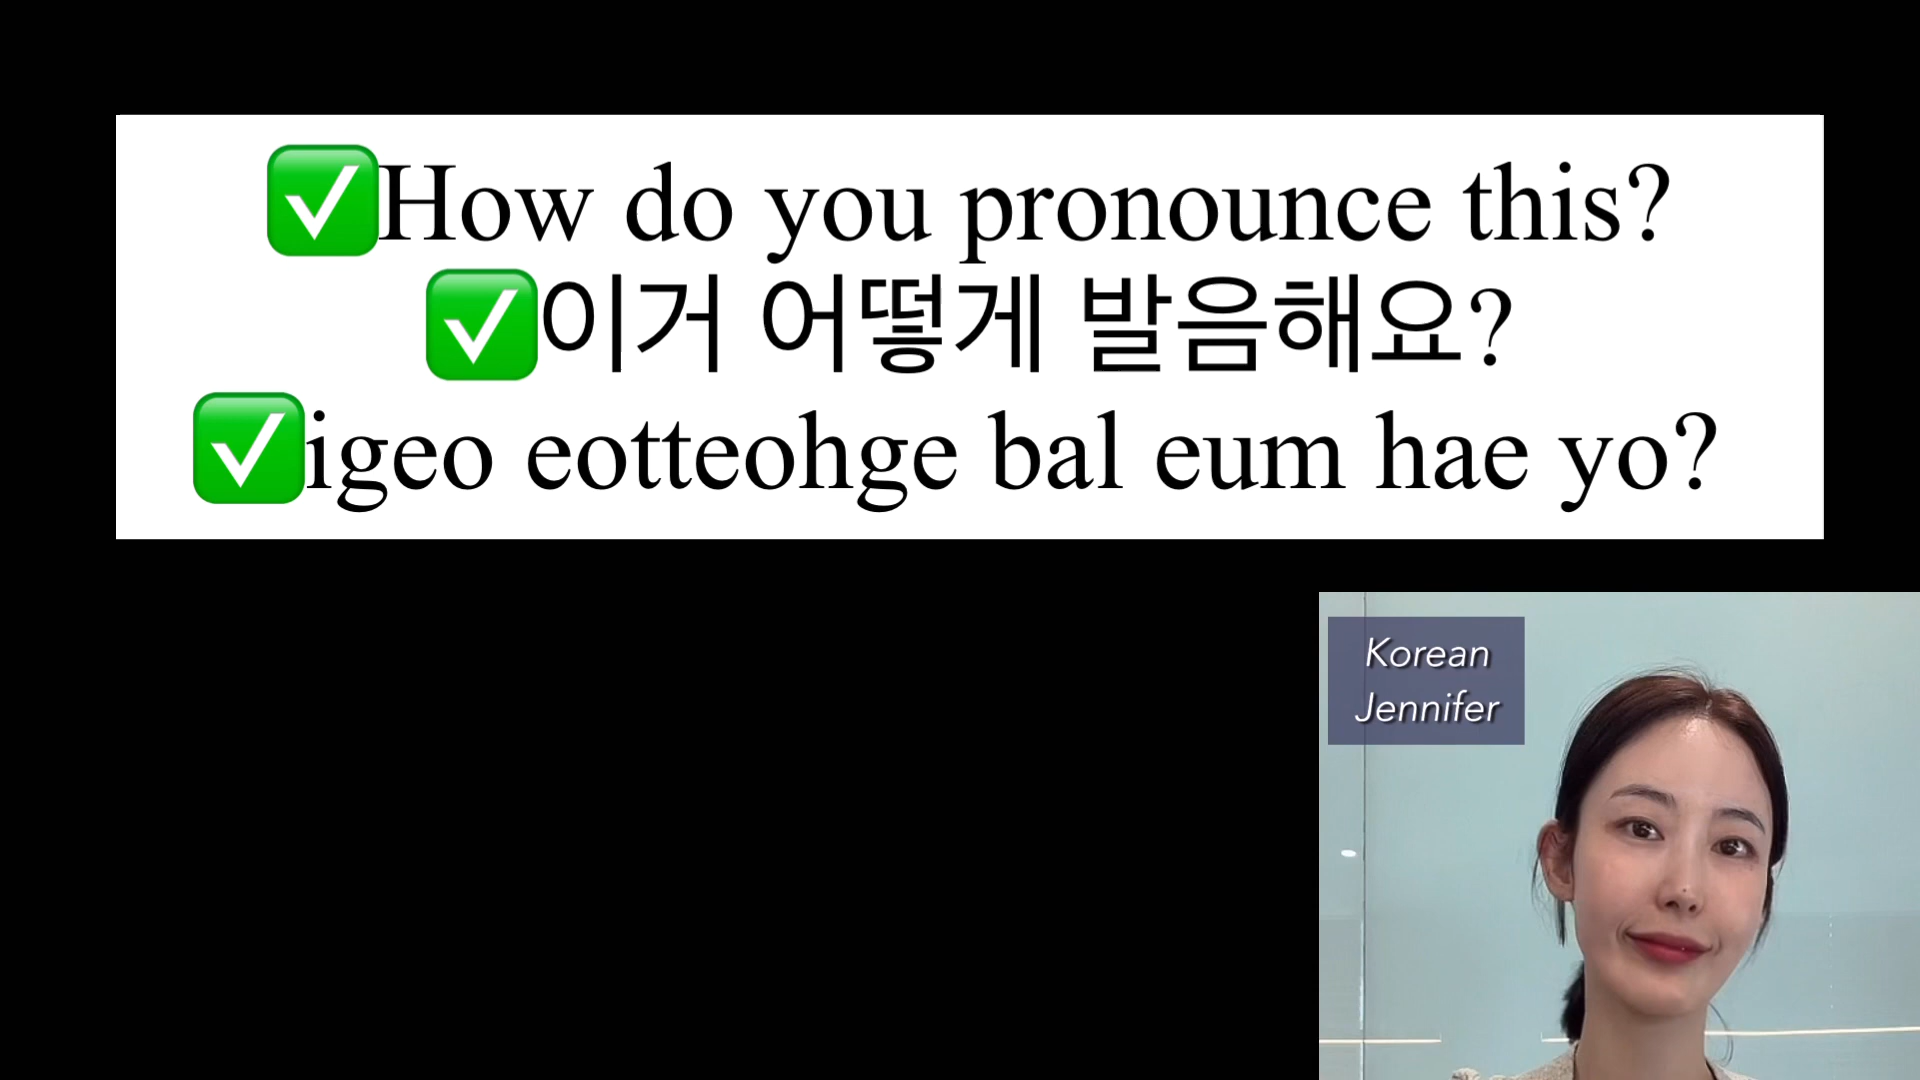 ✅How do you pronounce this?
✅이거 어떻게 발음해요?
✅igeo eotteohge bal eum hae yo?
Korean
Jennifer